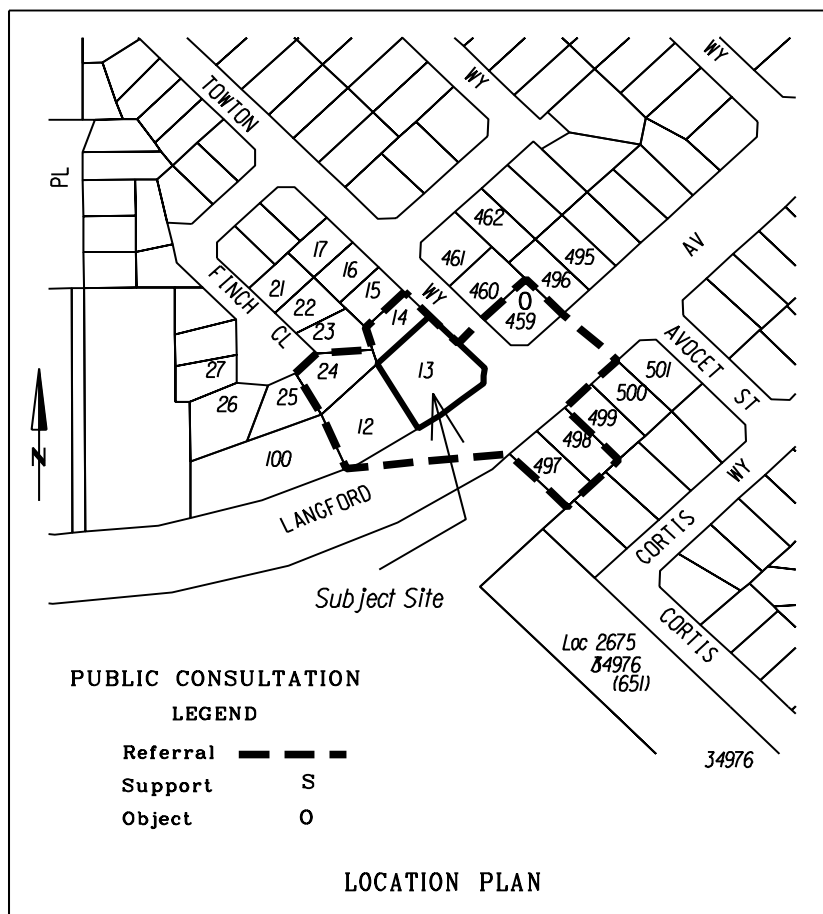 WY
WY
TOWTON
PL
462
AV
17
461
495
16
496
21
15
WY
460
O
459
FINCH CL
22
14
23
AVOCET ST
501
24
13
500
27
25
499
26
12
498
WY
100
497
LANGFORD
CORTIS
N
Subject Site
CORTIS
Loc 2675
34976
(651)
34976
PUBLIC CONSULTATION
LEGEND
Referral
Support S
Object O
LOCATION PLAN